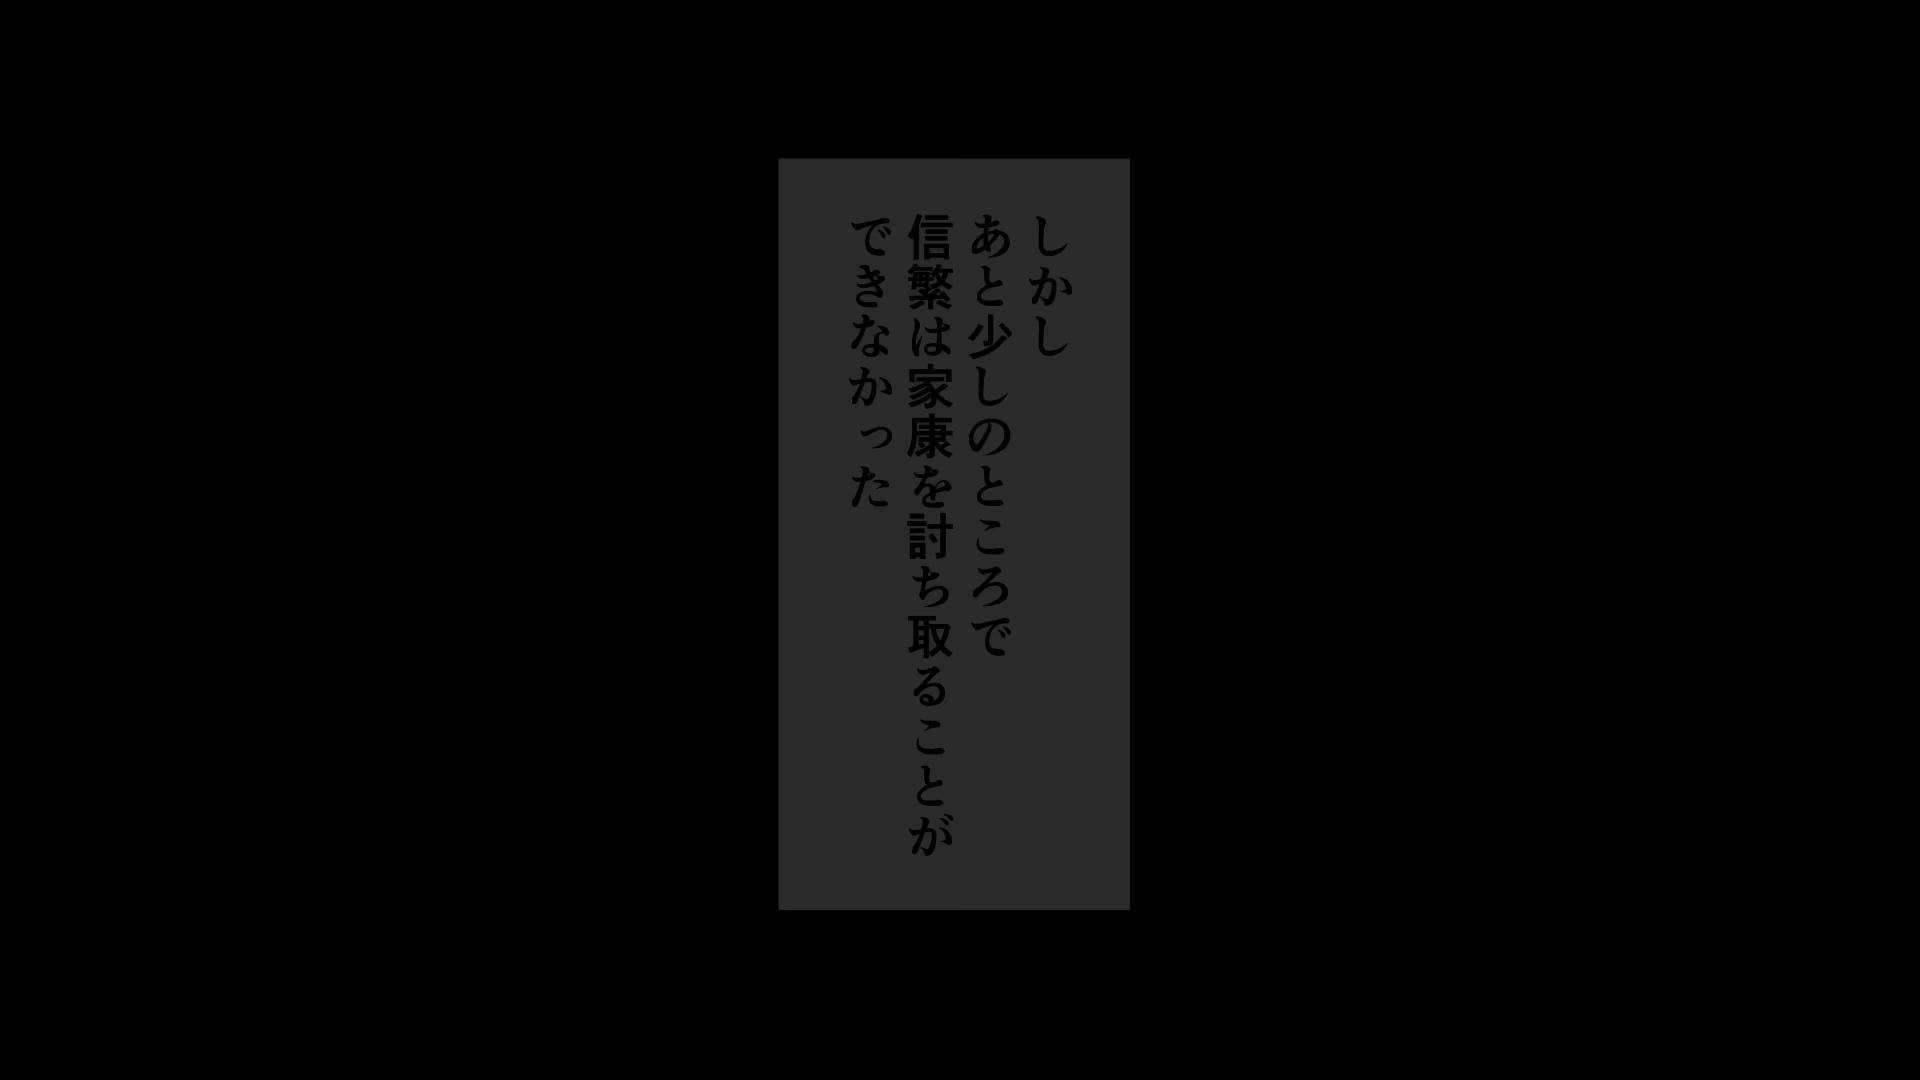 しかし
あと少しのところで
信繁は家康を討ち取ることが
できなかった